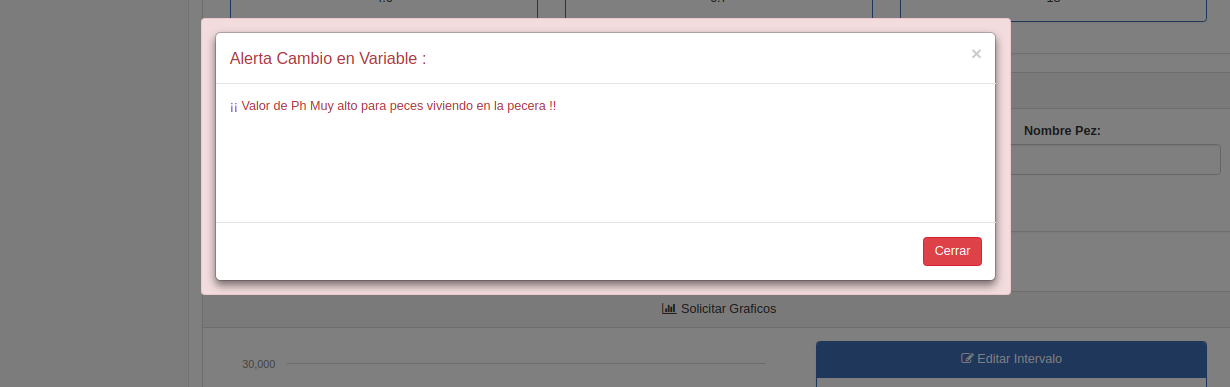 Alerta Cambio en Variable :
×
¡¡ Valor de Ph Muy alto para peces viviendo en la pecera !!
Nombre Pez:
Cerrar
Solicitar Graficos
30,000
Editar Intervalo